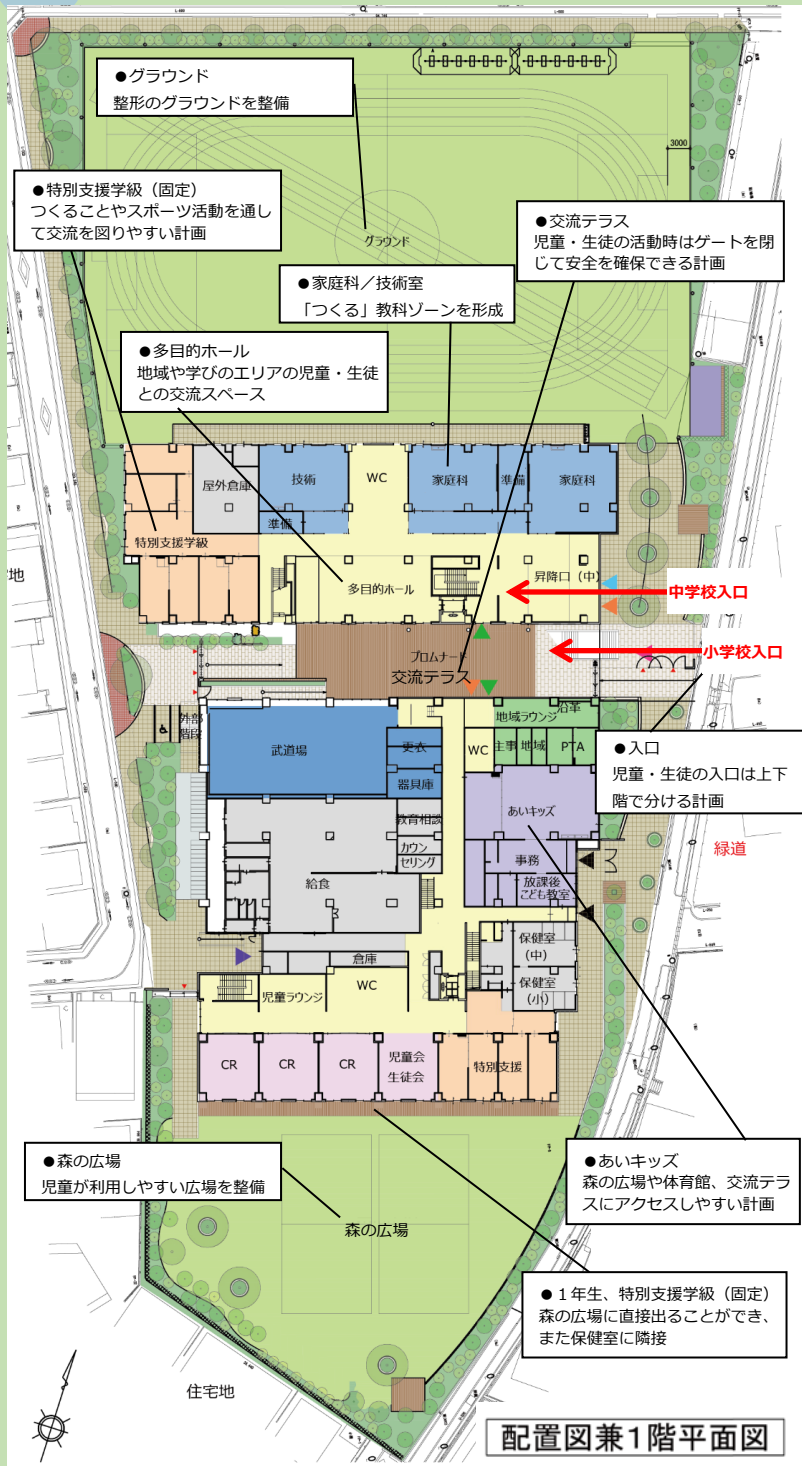 ●グラウンド
整形のグラウンドを整備
3000
●特別支援学級（固定）
つくることやスポーツ活動を通し
て交流を図りやすい計画
●交流テラス
児童・生徒の活動時はゲートを閉
じて安全を確保できる計画
グラウンド
●家庭科／技術室
「つくる」教科ゾーンを形成
●多目的ホール
地域や学びのエリアの児童・生徒
との交流スペース
屋外倉庫
技術
WC
家庭科
準備
家庭科
準備
特別支援学級
多目的ホール
昇降口（中）
中学校入口
宅地
プロムナード
交流テラス
小学校入口
外部
階段
武道場
更衣
器具庫
WC
地域ラウンジ
沿革
主事
地域
PTA
●入口
児童・生徒の入口は上下
階で分ける計画
あいキッズ
教育相談
カウン
セリング
給食
事務
放課後
こども教室
緑道
倉庫
保健室
（中）
保健室
（小）
児童ラウンジ
WC
CR
CR
CR
児童会
生徒会
特別支援
●森の広場
児童が利用しやすい広場を整備
●あいキッズ
森の広場や体育館、交流テラ
スにアクセスしやすい計画
森の広場
●１年生、特別支援学級（固定）
森の広場に直接出ることができ、
また保健室に隣接
住宅地
配置図兼1階平面図